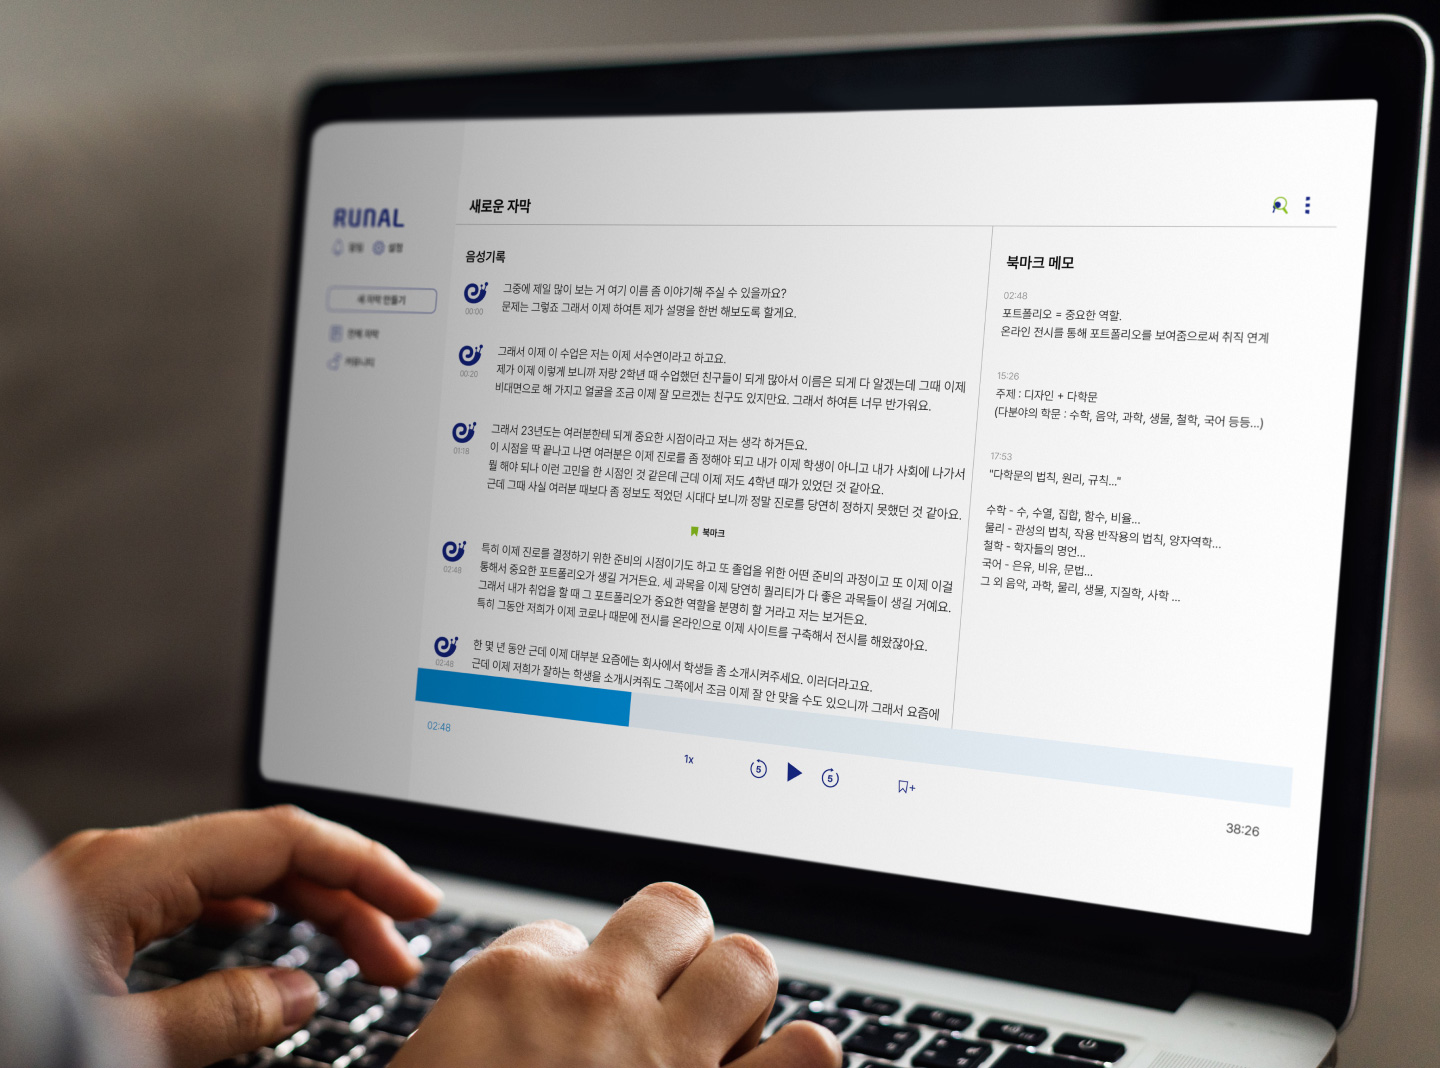 RUNAL
알림 설정
새 자막 만들기
전체 자막
커뮤니티
새로운 자막
음성기록
00:00
그중에 제일 많이 보는 거 여기 이름 좀 이야기해 주실 수 있을까요?
문제는 그렇죠 그래서 이제 하여튼 제가 설명을 한번 해보도록 할게요.
00:20
그래서 이제 이 수업은 저는 이제 서수연이라고 하고요.
제가 이제 이렇게 보니까 저랑 2학년 때 수업했던 친구들이 되게 많아서 이름은 되게 다 알겠는데 그때 이제
비대면으로 해 가지고 얼굴을 조금 이제 잘 모르겠는 친구도 있지만요. 그래서 하여튼 너무 반가워요.
01:18
그래서 23년도는 여러분한테 되게 중요한 시점이라고 저는 생각 하거든요.
이 시점을 딱 끝나고 나면 여러분은 이제 진로를 좀 정해야 되고 내가 이제 학생이 아니고 내가 사회에 나가서
뭘 해야 되나 이런 고민을 한 시점인 것 같은데 근데 이제 저도 4학년 때가 있었던 것 같아요.
근데 그때 사실 여러분 때보다 좀 정보도 적었던 시대다 보니까 정말 진로를 당연히 정하지 못했던 것 같아요.
북마크
02:48
특히 이제 진로를 결정하기 위한 준비의 시점이기도 하고 또 졸업을 위한 어떤 준비의 과정이고 또 이제 이걸
통해서 중요한 포트폴리오가 생길 거거든요. 세 과목을 이제 당연히 퀄리티가 다 좋은 과목들이 생길 거예요.
그래서 내가 취업을 할 때 그 포트폴리오가 중요한 역할을 분명히 할 거라고 저는 보거든요.
특히 그동안 저희가 이제 코로나 때문에 전시를 온라인으로 이제 사이트를 구축해서 전시를 해왔잖아요.
02:48
한 몇 년 동안 근데 이제 대부분 요즘에는 회사에서 학생들 좀 소개시켜주세요. 이러더라고요.
근데 이제 저희가 잘하는 학생을 소개시켜줘도 그쪽에서 조금 이제 잘 안 맞을 수도 있으니까 그래서 요즘에
북마크 메모
02:48
포트폴리오 = 중요한 역할.
온라인 전시를 통해 포트폴리오를 보여줌으로써 취직 연계
15:26
주제 : 디자인 + 다학문
(다분야의 학문 : 수학, 음악, 과학, 생물, 철학, 국어 등등...)
17:53
"다학문의 법칙, 원리, 규칙..."
수학 - 수, 수열, 집합, 함수, 비율...
물리 - 관성의 법칙, 작용 반작용의 법칙, 양자역학...
철학 - 학자들의 명언...
국어 - 은유, 비유, 문법...
그 외 음악, 과학, 물리, 생물, 지질학, 사학 ...
02:48
1x
5
5
38:26